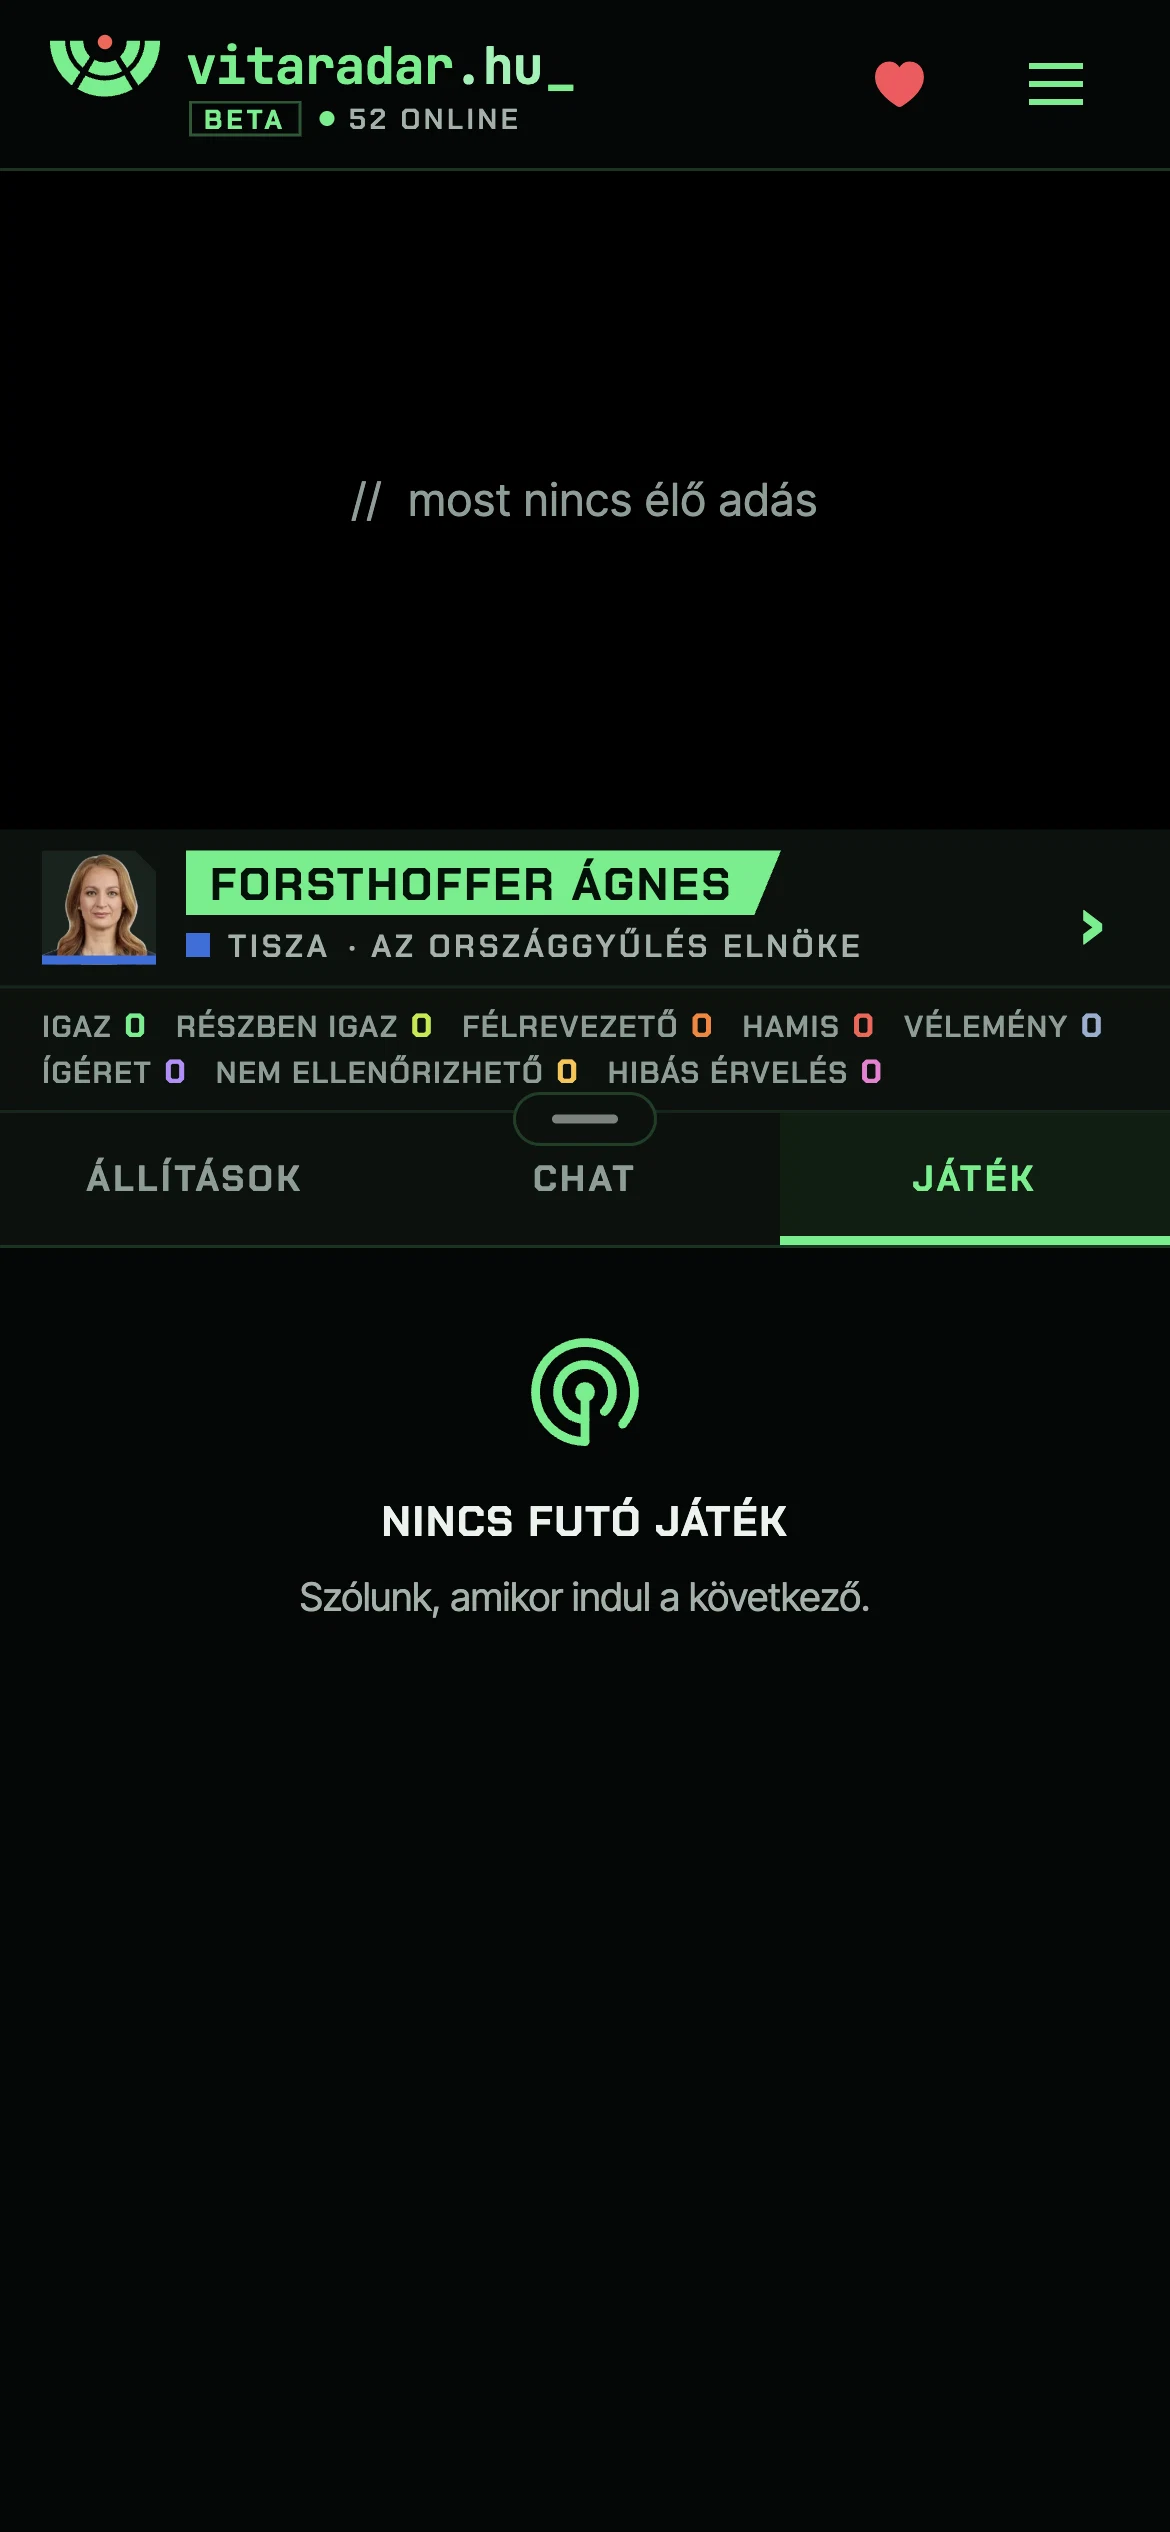 vitaradar.hu_
BETA 52 ONLINE
// most nincs élő adás
FORSTHOFFER ÁGNES
TISZA · AZ ORSZÁGGYŰLÉS ELNÖKE
IGAZ 0 RÉSZBEN IGAZ 0 FÉLREVEZETŐ 0 HAMIS 0 VÉLEMÉNY 0
ÍGÉRET 0 NEM ELLENŐRIZHETŐ 0 HIBÁS ÉRVELÉS 0
ÁLLÍTÁSOK CHAT JÁTÉK
NINCS FUTÓ JÁTÉK
Szólunk, amikor indul a következő.